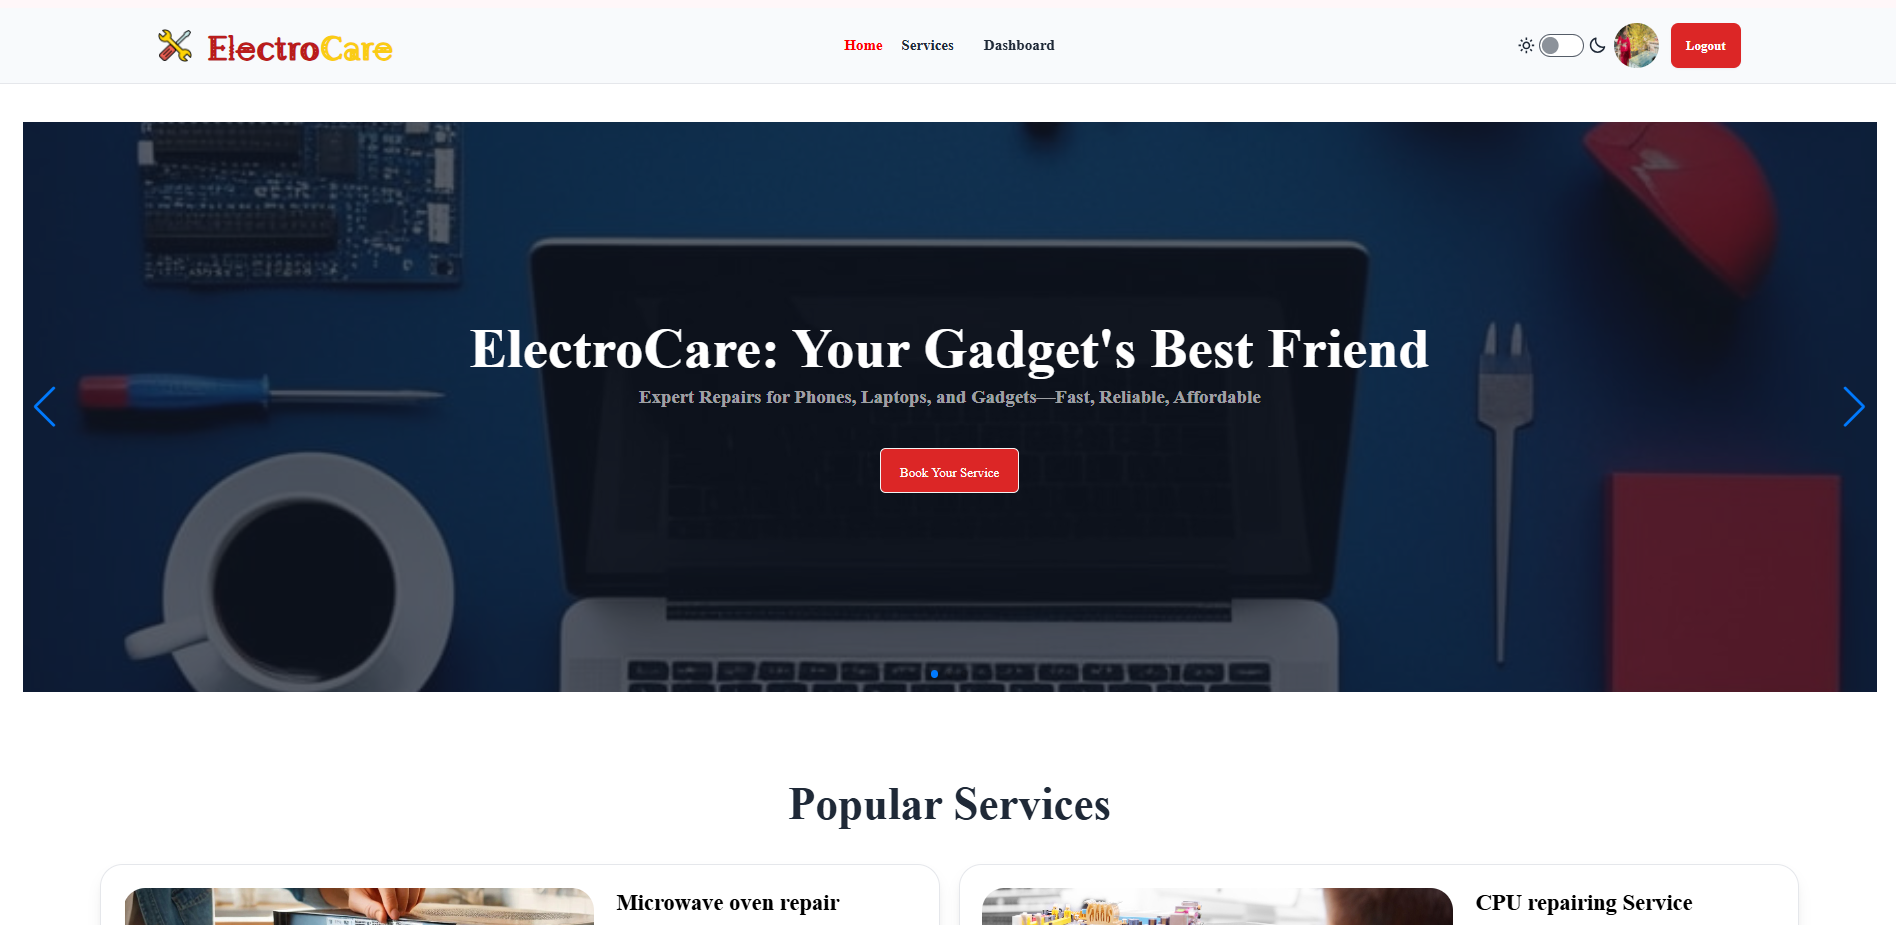 ElectroCare
Home Services Dashboard
Logout
ElectroCare: Your Gadget's Best Friend
Expert Repairs for Phones, Laptops, and Gadgets—Fast, Reliable, Affordable
Book Your Service
Popular Services
Microwave oven repair
CPU repairing Service